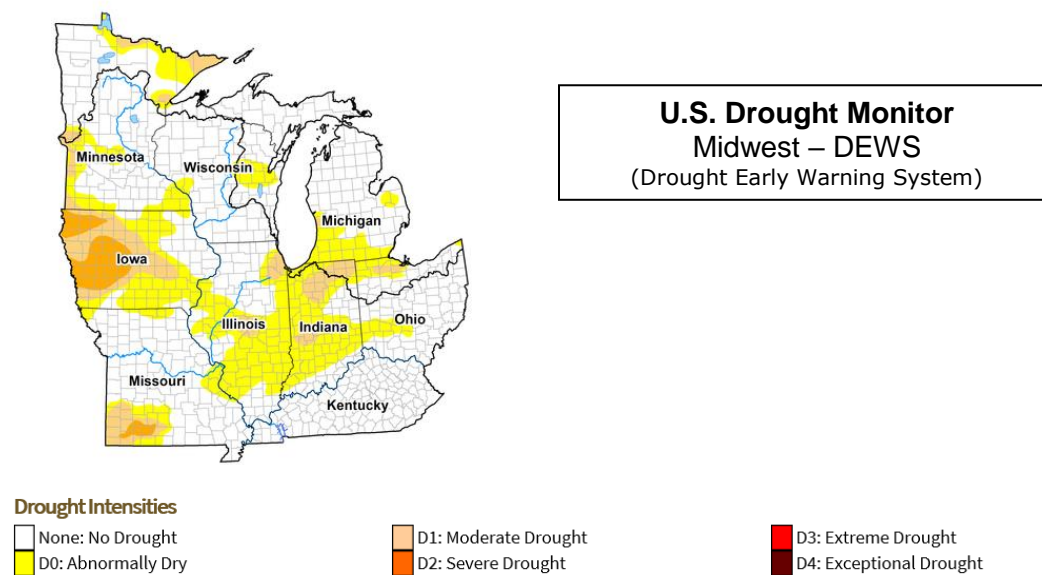 U.S. Drought Monitor
Midwest – DEWS
(Drought Early Warning System)
Minnesota
Wisconsin
Michigan
Iowa
Illinois
Indiana
Ohio
Missouri
Kentucky
Drought Intensities
None: No Drought
D1: Moderate Drought
D3: Extreme Drought
D0: Abnormally Dry
D2: Severe Drought
D4: Exceptional Drought